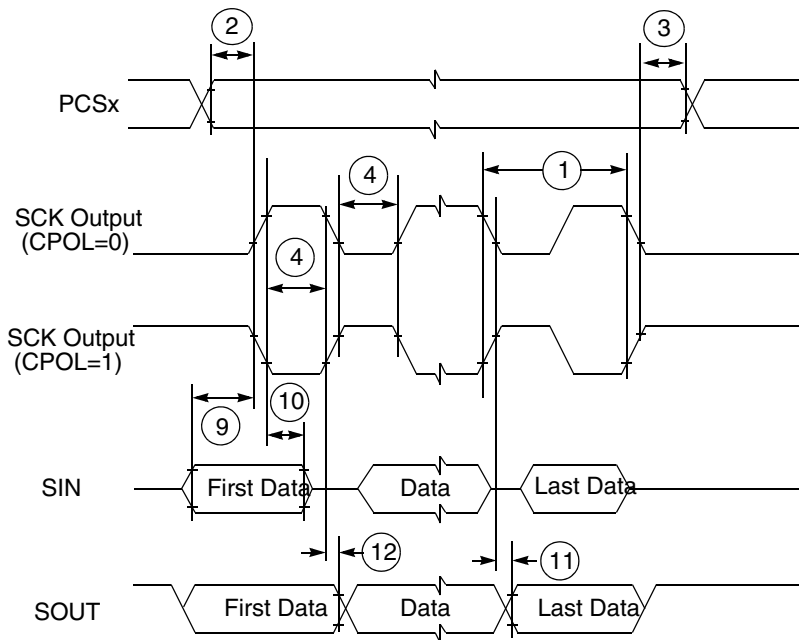 2
3
PCSx
4
1
SCK Output
(CPOL=0)
4
SCK Output
(CPOL=1)
9
10
SIN
First Data
Data
Last Data
12
11
SOUT
First Data
Data
Last Data